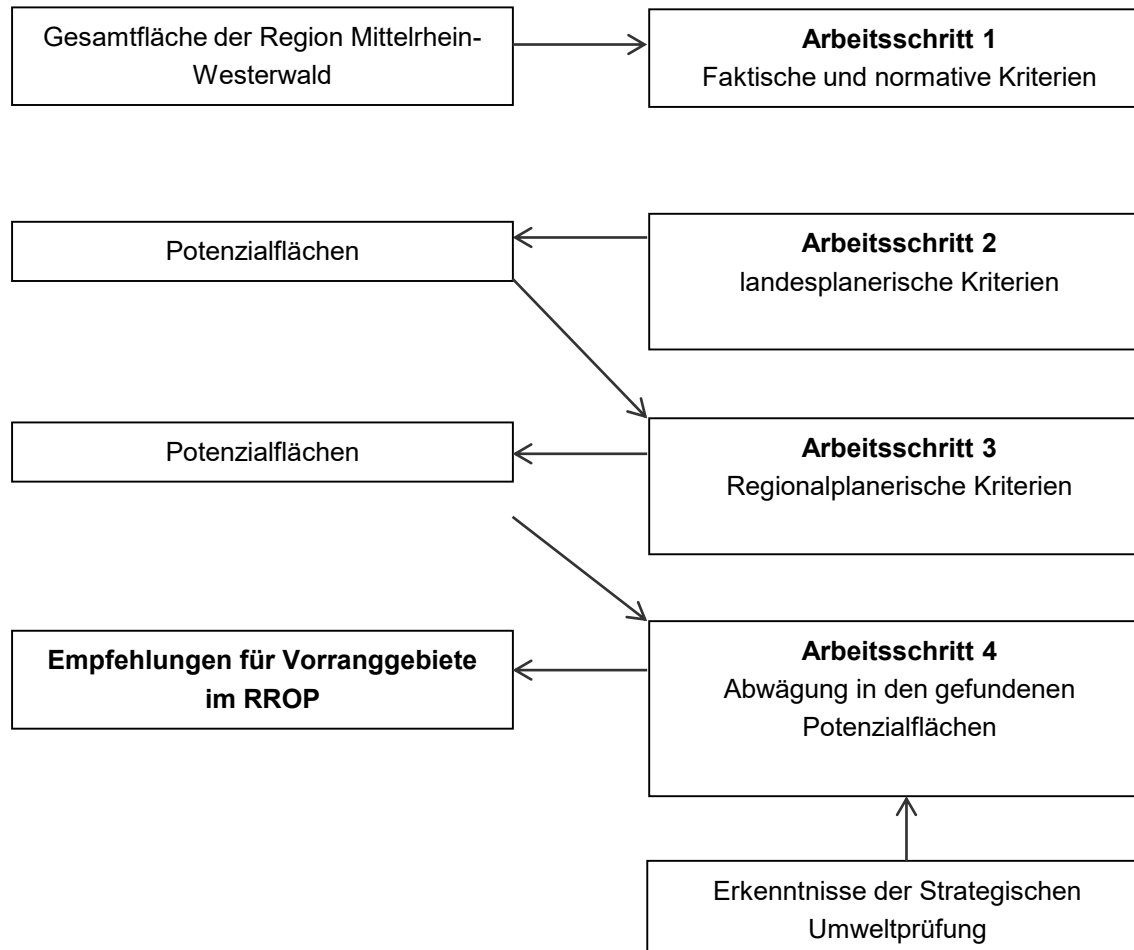 Gesamtfläche der Region Mittelrhein-
Westerwald
Arbeitsschritt 1
Faktische und normative Kriterien
Potenzialflächen
Arbeitsschritt 2
landesplanerische Kriterien
Potenzialflächen
Arbeitsschritt 3
Regionalplanerische Kriterien
Empfehlungen für Vorranggebiete
im RROP
Arbeitsschritt 4
Abwägung in den gefundenen
Potenzialflächen
Erkenntnisse der Strategischen
Umweltprüfung